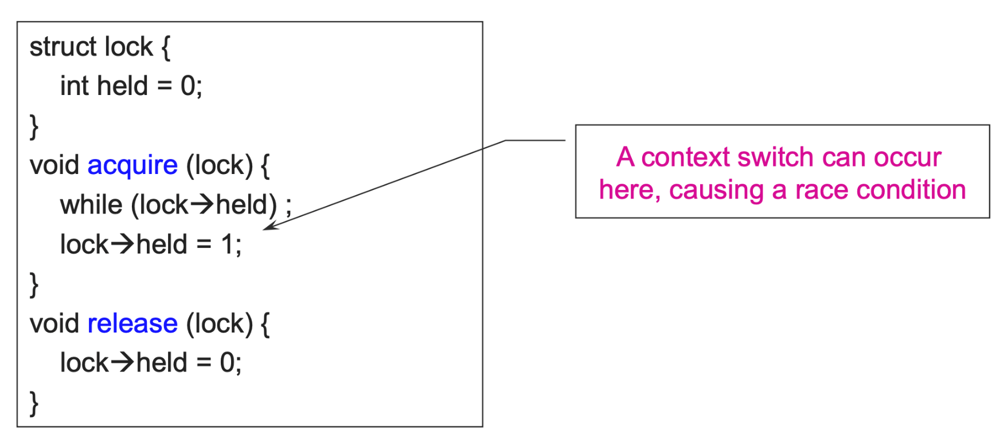 struct lock {
int held = 0;
}
void acquire (lock) {
while (lock→held) ;
lock→held = 1;
}
void release (lock) {
lock→held = 0;
}
A context switch can occur
here, causing a race condition